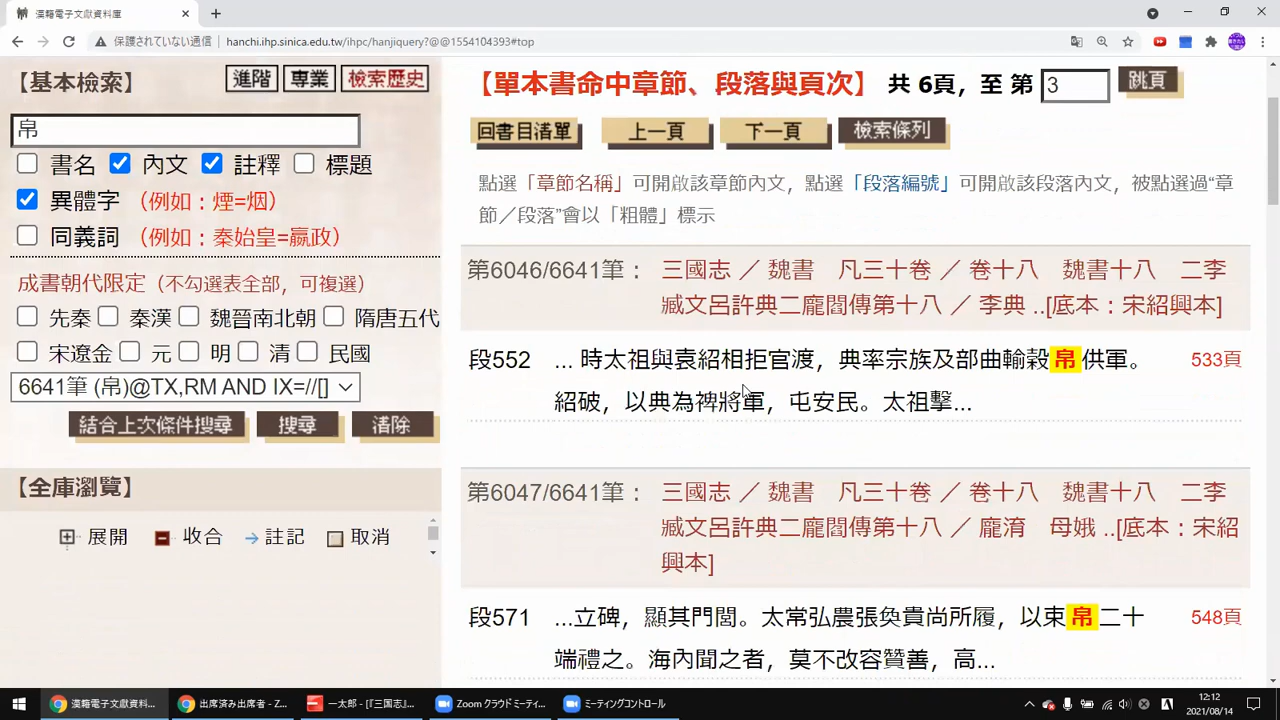 漢籍電子文獻資料庫
保護されていない通信 | hanchi.ihp.sinica.edu.tw/ihpc/hanjiquery?@@1554104393#top
【基本檢索】 進階 專業 檢索歷史
帛
書名 內文 註釋 標題
異體字 (例如：煙=烟)
同義詞 (例如：秦始皇=嬴政)
成書朝代限定 (不勾選表全部，可複選)
先秦 秦漢 魏晉南北朝 隋唐五代
宋遼金 元 明 清 民國
6641筆 (帛)@TX,RM AND IX=//[]
結合上次條件搜尋 搜尋 清除
【全庫瀏覽】
展開 收合 註記 取消
【單本書命中章節、段落與頁次】 共 6頁，至 第 3 跳頁
回書目清單 上一頁 下一頁 檢索條列
點選「章節名稱」可開啟該章節內文，點選「段落編號」可開啟該段落內文，被點選過“章
節／段落”會以「粗體」標示
第6046/6641筆： 三國志 ／ 魏書 凡三十卷 ／ 卷十八 魏書十八 二李
臧文呂許典二龐閻傳第十八 ／ 李典 ..[底本：宋紹興本]
段552 ... 時太祖與袁紹相拒官渡，典率宗族及部曲輸穀帛供軍。 533頁
紹破，以典為裨將軍，屯安民。太祖擊...
第6047/6641筆： 三國志 ／ 魏書 凡三十卷 ／ 卷十八 魏書十八 二李
臧文呂許典二龐閻傳第十八 ／ 龐淯 母娥 ..[底本：宋紹
興本]
段571 ...立碑，顯其門閭。太常弘農張奐貴尚所履，以束帛二十 548頁
端禮之。海內聞之者，莫不改容贊善，高...
漢籍電子文獻資料... 出席済み出席者 - Z... 一太郎 - [『三国志』... Zoom クラウドミーティ... ミーティングコントロール
A 12:12
2021/08/14